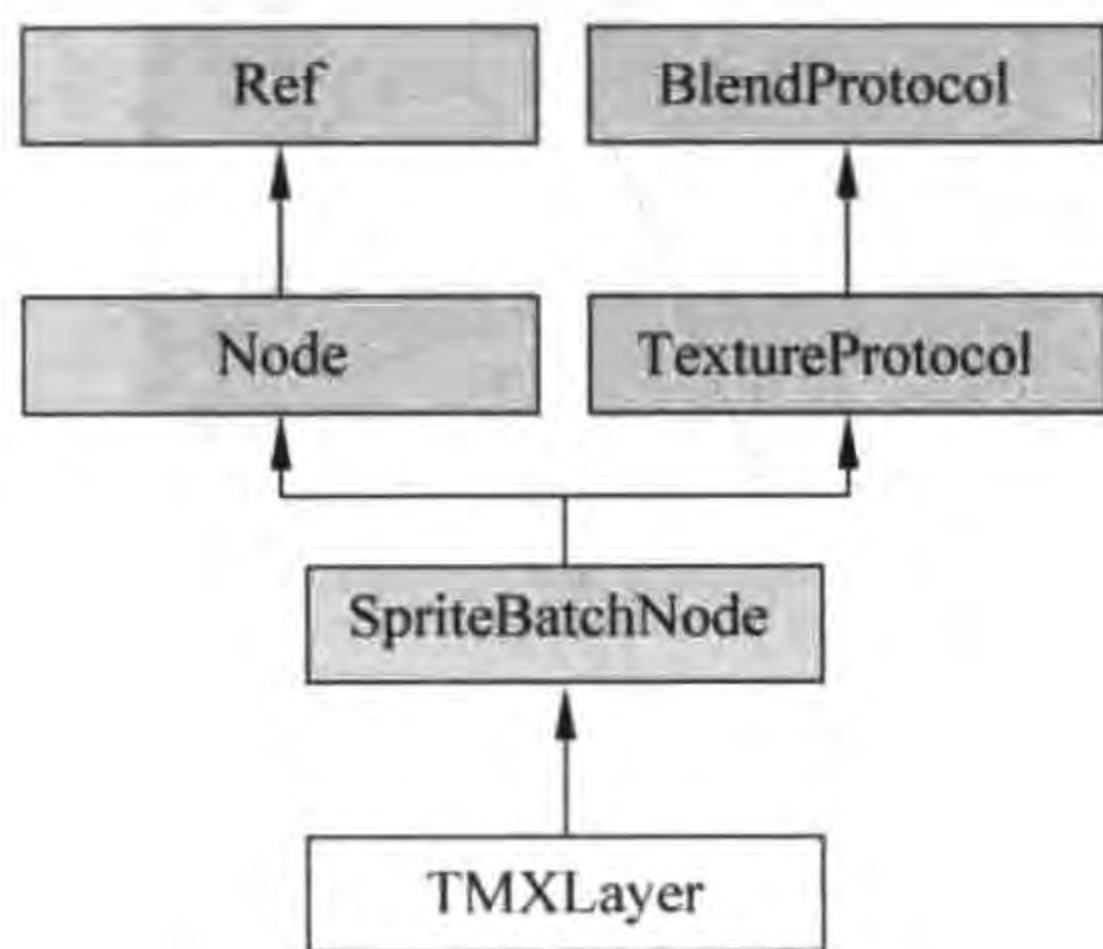 Ref
BlendProtocol
Node
TextureProtocol
SpriteBatchNode
TMXLayer